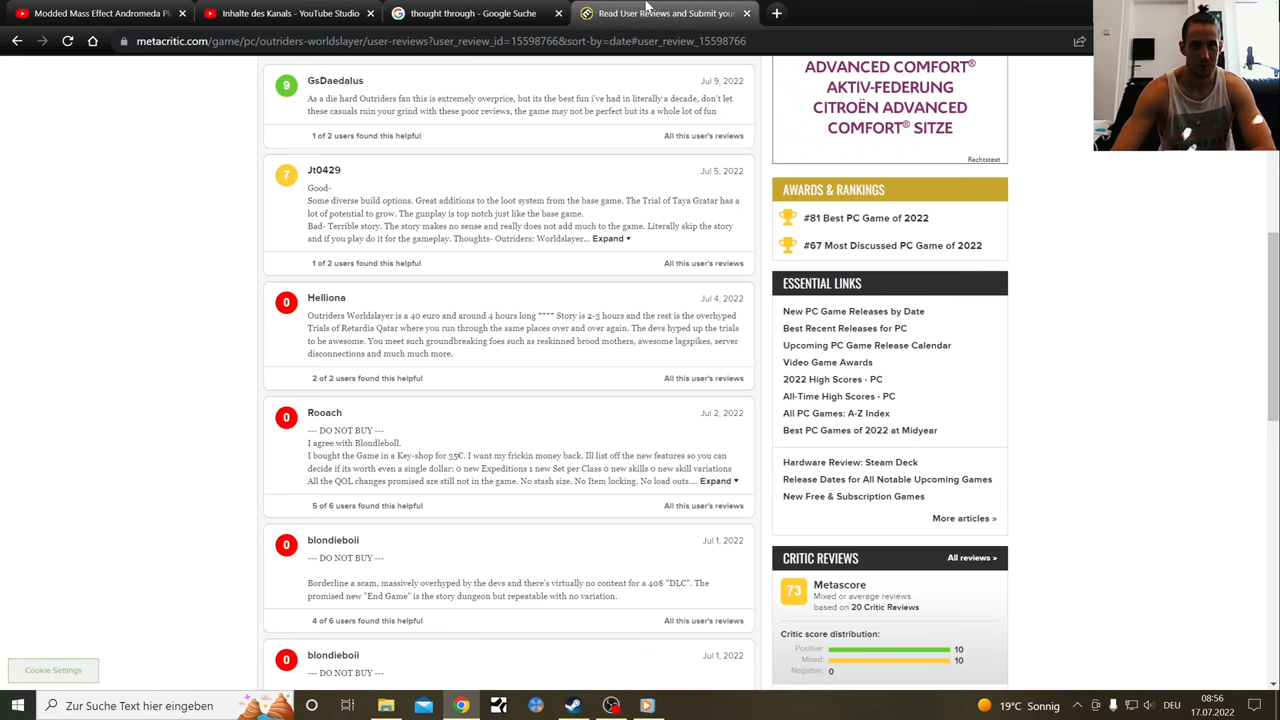 Modded Mass Effect Andromeda Pl
Inhalte des Kanals - YouTube Studio
thought through - Google Suche
Read User Reviews and Submit your
metacritic.com/game/pc/outriders-worldslayer/user-reviews?user_review_id=15598766&sort-by=date#user_review_15598766
9
GsDaedalus
Jul 9, 2022
As a die hard Outriders fan this is extremely overprice, but its the best fun i've had in literally a decade, don't let
these casuals ruin your grind with these poor reviews, the game may not be perfect but its a whole lot of fun
1 of 2 users found this helpful
All this user's reviews
7
Jt0429
Jul 5, 2022
Good-
Some diverse build options. Great additions to the loot system from the base game. The Trial of Taya Gratar has a
lot of potential to grow. The gunplay is top notch just like the base game.
Bad- Terrible story. The story makes no sense and really does not add much to the game. Literally skip the story
and if you play do it for the gameplay. Thoughts- Outriders: Worldslayer... Expand
1 of 2 users found this helpful
All this user's reviews
0
Helliona
Jul 4, 2022
Outriders Worldslayer is a 40 euro and around 4 hours long **** Story is 2-3 hours and the rest is the overhyped
Trials of Retardia Qatar where you run through the same places over and over again. The devs hyped up the trials
to be awesome. You meet such groundbreaking foes such as reskinned brood mothers, awesome lagspikes, server
disconnections and much much more.
2 of 2 users found this helpful
All this user's reviews
0
Rooach
Jul 2, 2022
--- DO NOT BUY ---
I agree with Blondleboll.
I bought the Game in a Key-shop for 35€. I want my frickin money back. Ill list off the new features so you can
decide if its worth even a single dollar: 0 new Expeditions 1 new Set per Class 0 new skills 0 new skill variations
All the QOL changes promised are still not in the game. No stash size. No Item locking. No load outs.... Expand
5 of 6 users found this helpful
All this user's reviews
0
blondieboii
Jul 1, 2022
--- DO NOT BUY ---
Borderline a scam, massively overhyped by the devs and there's virtually no content for a 40$ "DLC". The
promised new "End Game" is the story dungeon but repeatable with no variation.
4 of 6 users found this helpful
All this user's reviews
0
blondieboii
Jul 1, 2022
--- DO NOT BUY ---
ADVANCED COMFORT®
AKTIV-FEDERUNG
CITROËN ADVANCED
COMFORT® SITZE
Rechtstext
AWARDS & RANKINGS
#81 Best PC Game of 2022
#67 Most Discussed PC Game of 2022
ESSENTIAL LINKS
New PC Game Releases by Date
Best Recent Releases for PC
Upcoming PC Game Release Calendar
Video Game Awards
2022 High Scores - PC
All-Time High Scores - PC
All PC Games: A-Z Index
Best PC Games of 2022 at Midyear
Hardware Review: Steam Deck
Release Dates for All Notable Upcoming Games
New Free & Subscription Games
More articles »
CRITIC REVIEWS
All reviews »
73
Metascore
Mixed or average reviews
based on 20 Critic Reviews
Critic score distribution:
Positive: 10
Mixed: 10
Negative: 0
Cookie Settings
Zur Suche Text hier eingeben
19°C Sonnig
DEU
08:56
17.07.2022